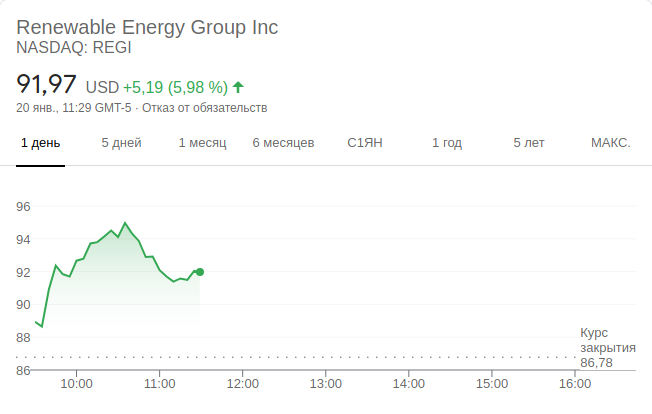 Renewable Energy Group Inc
NASDAQ: REGI
91,97 USD +5,19 (5,98 %)
20 янв., 11:29 GMT-5 · Отказ от обязательств
1 день 5 дней 1 месяц 6 месяцев С1ЯН 1 год 5 лет МАКС.
96
94
92
90
88
Курс
закрытия
86,78
86
10:00 11:00 12:00 13:00 14:00 15:00 16:00